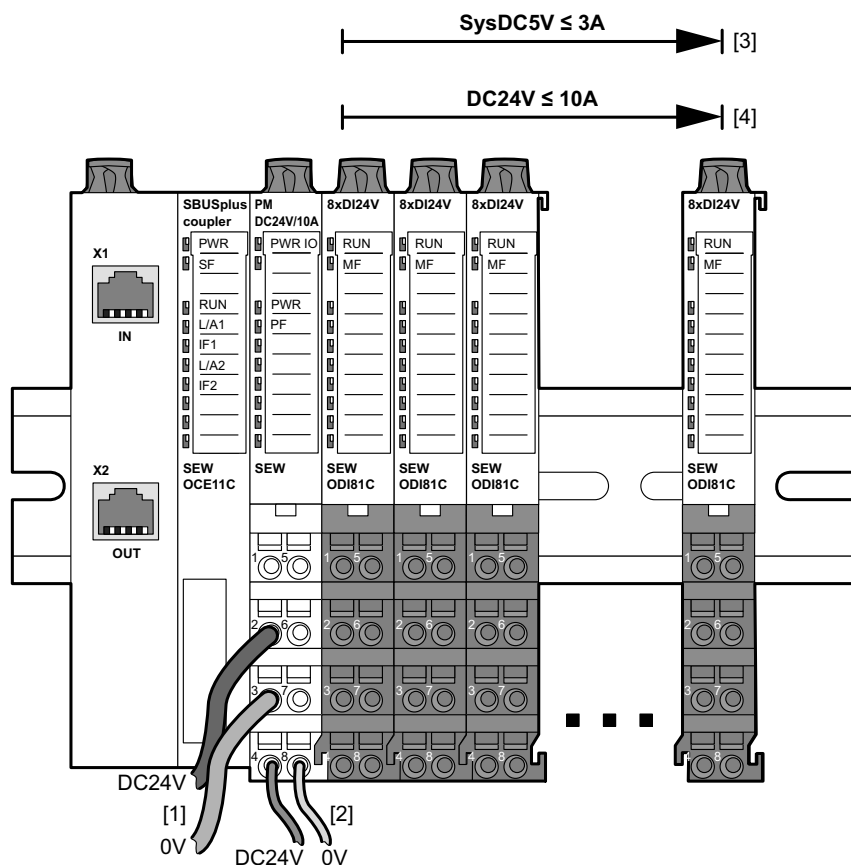 SysDC5V ≤ 3A
[3]
DC24V ≤ 10A
[4]
SBUSplus
coupler
PWR
SF
RUN
L/A1
IF1
L/A2
IF2
SEW
OCE11C
X1
IN
X2
OUT
PM
DC24V/10A
PWR IO
PWR
PF
SEW
8xDI24V
RUN
MF
SEW
ODI81C
8xDI24V
RUN
MF
SEW
ODI81C
8xDI24V
RUN
MF
SEW
ODI81C
8xDI24V
RUN
MF
SEW
ODI81C
1 5 1 5 1 5 1 5 1 5
2 6 2 6 2 6 2 6 2 6
3 7 3 7 3 7 3 7 3 7
4 8 4 8 4 8 4 8 4 8
DC24V
[1]
0V
[2]
DC24V
0V